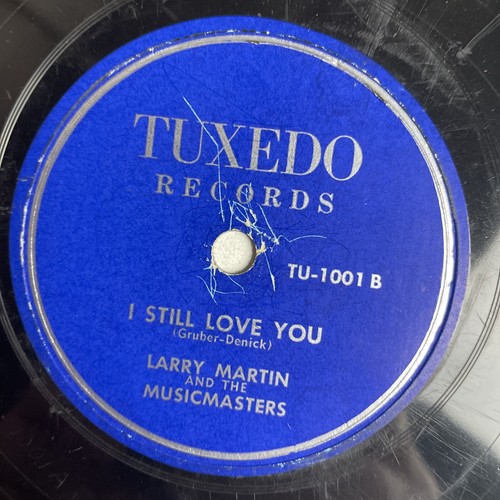 TUXEDO
RECORDS
TU-1001 B
I STILL LOVE YOU
(Gruber-Denick)
LARRY MARTIN
AND THE
MUSICMASTERS